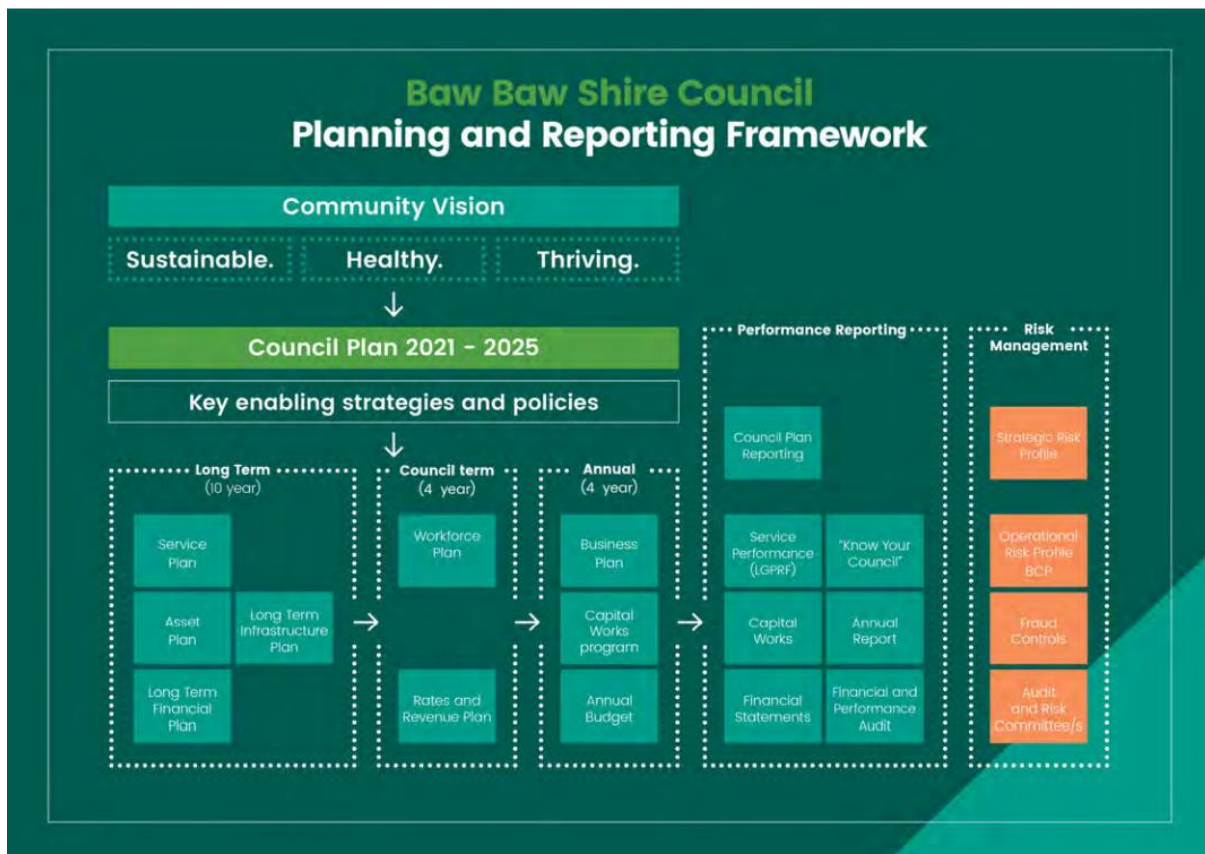 Baw Baw Shire Council
Planning and Reporting Framework
Community Vision
Sustainable.
Healthy.
Thriving.
Council Plan 2021 - 2025
Key enabling strategies and policies
Long Term
(10 year)
Service
Plan
Asset
Plan
Long Term
Infrastructure
Plan
Long Term
Financial
Plan
Council term
(4 year)
Workforce
Plan
Rates and
Revenue Plan
Annual
(4 year)
Business
Plan
Capital
Works
program
Annual
Budget
Performance Reporting
Council Plan
Reporting
Service
Performance
(LGPRF)
"Know Your
Council"
Capital
Works
Annual
Report
Financial
Statements
Financial and
Performance
Audit
Risk
Management
Strategic Risk
Profile
Operational
Risk Profile
BCP
Fraud
Controls
Audit
and Risk
Committee/s